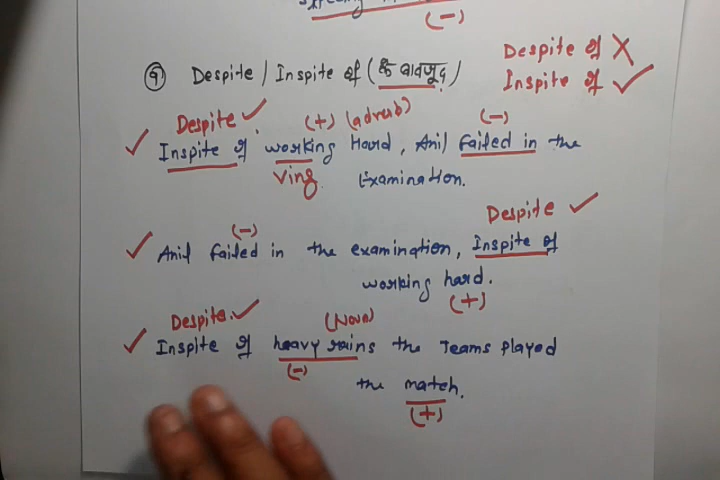 (-)
(9) Despite / Inspite of (के बावजूद)
Despite of X
Inspite of ✓
Despite ✓ (+) (adverb) (-)
✓ Inspite of working Hard, Anil failed in the
Ving Examination.
Despite ✓
(-)
✓ Anil failed in the examination, Inspite of
working hard.
(+)
Despite ✓ (Noun)
✓ Inspite of heavy rains the Teams played
(-) the match.
(+)